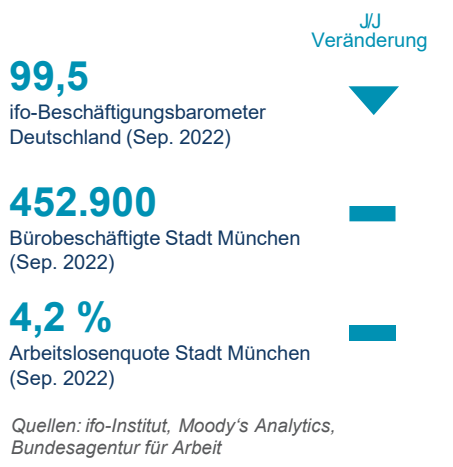 J/J
Veränderung
99,5
ifo-Beschäftigungsbarometer
Deutschland (Sep. 2022)
452.900
Bürobeschäftigte Stadt München
(Sep. 2022)
4,2 %
Arbeitslosenquote Stadt München
(Sep. 2022)
Quellen: ifo-Institut, Moody‘s Analytics,
Bundesagentur für Arbeit